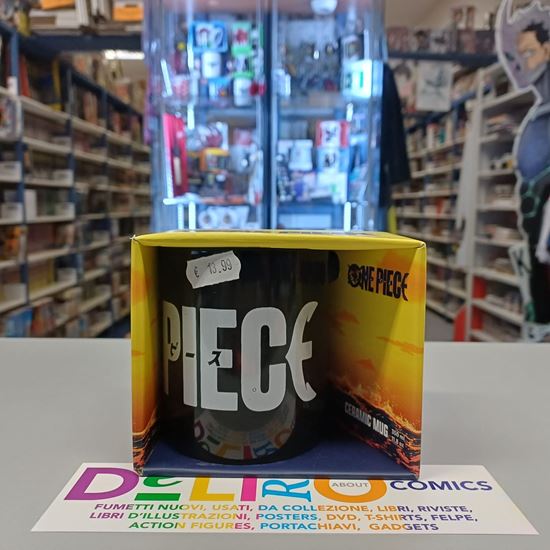 € 13.99
PIECE
ピース
ONE PIECE
CERAMIC MUG
DELIRO ABOUT COMICS
FUMETTI NUOVI, USATI, DA COLLEZIONE, LIBRI, RIVISTE,
LIBRI D'ILLUSTRAZIONI, POSTERS, DVD, T-SHIRTS, FELPE,
ACTION FIGURES, PORTACHIAVI, GADGETS